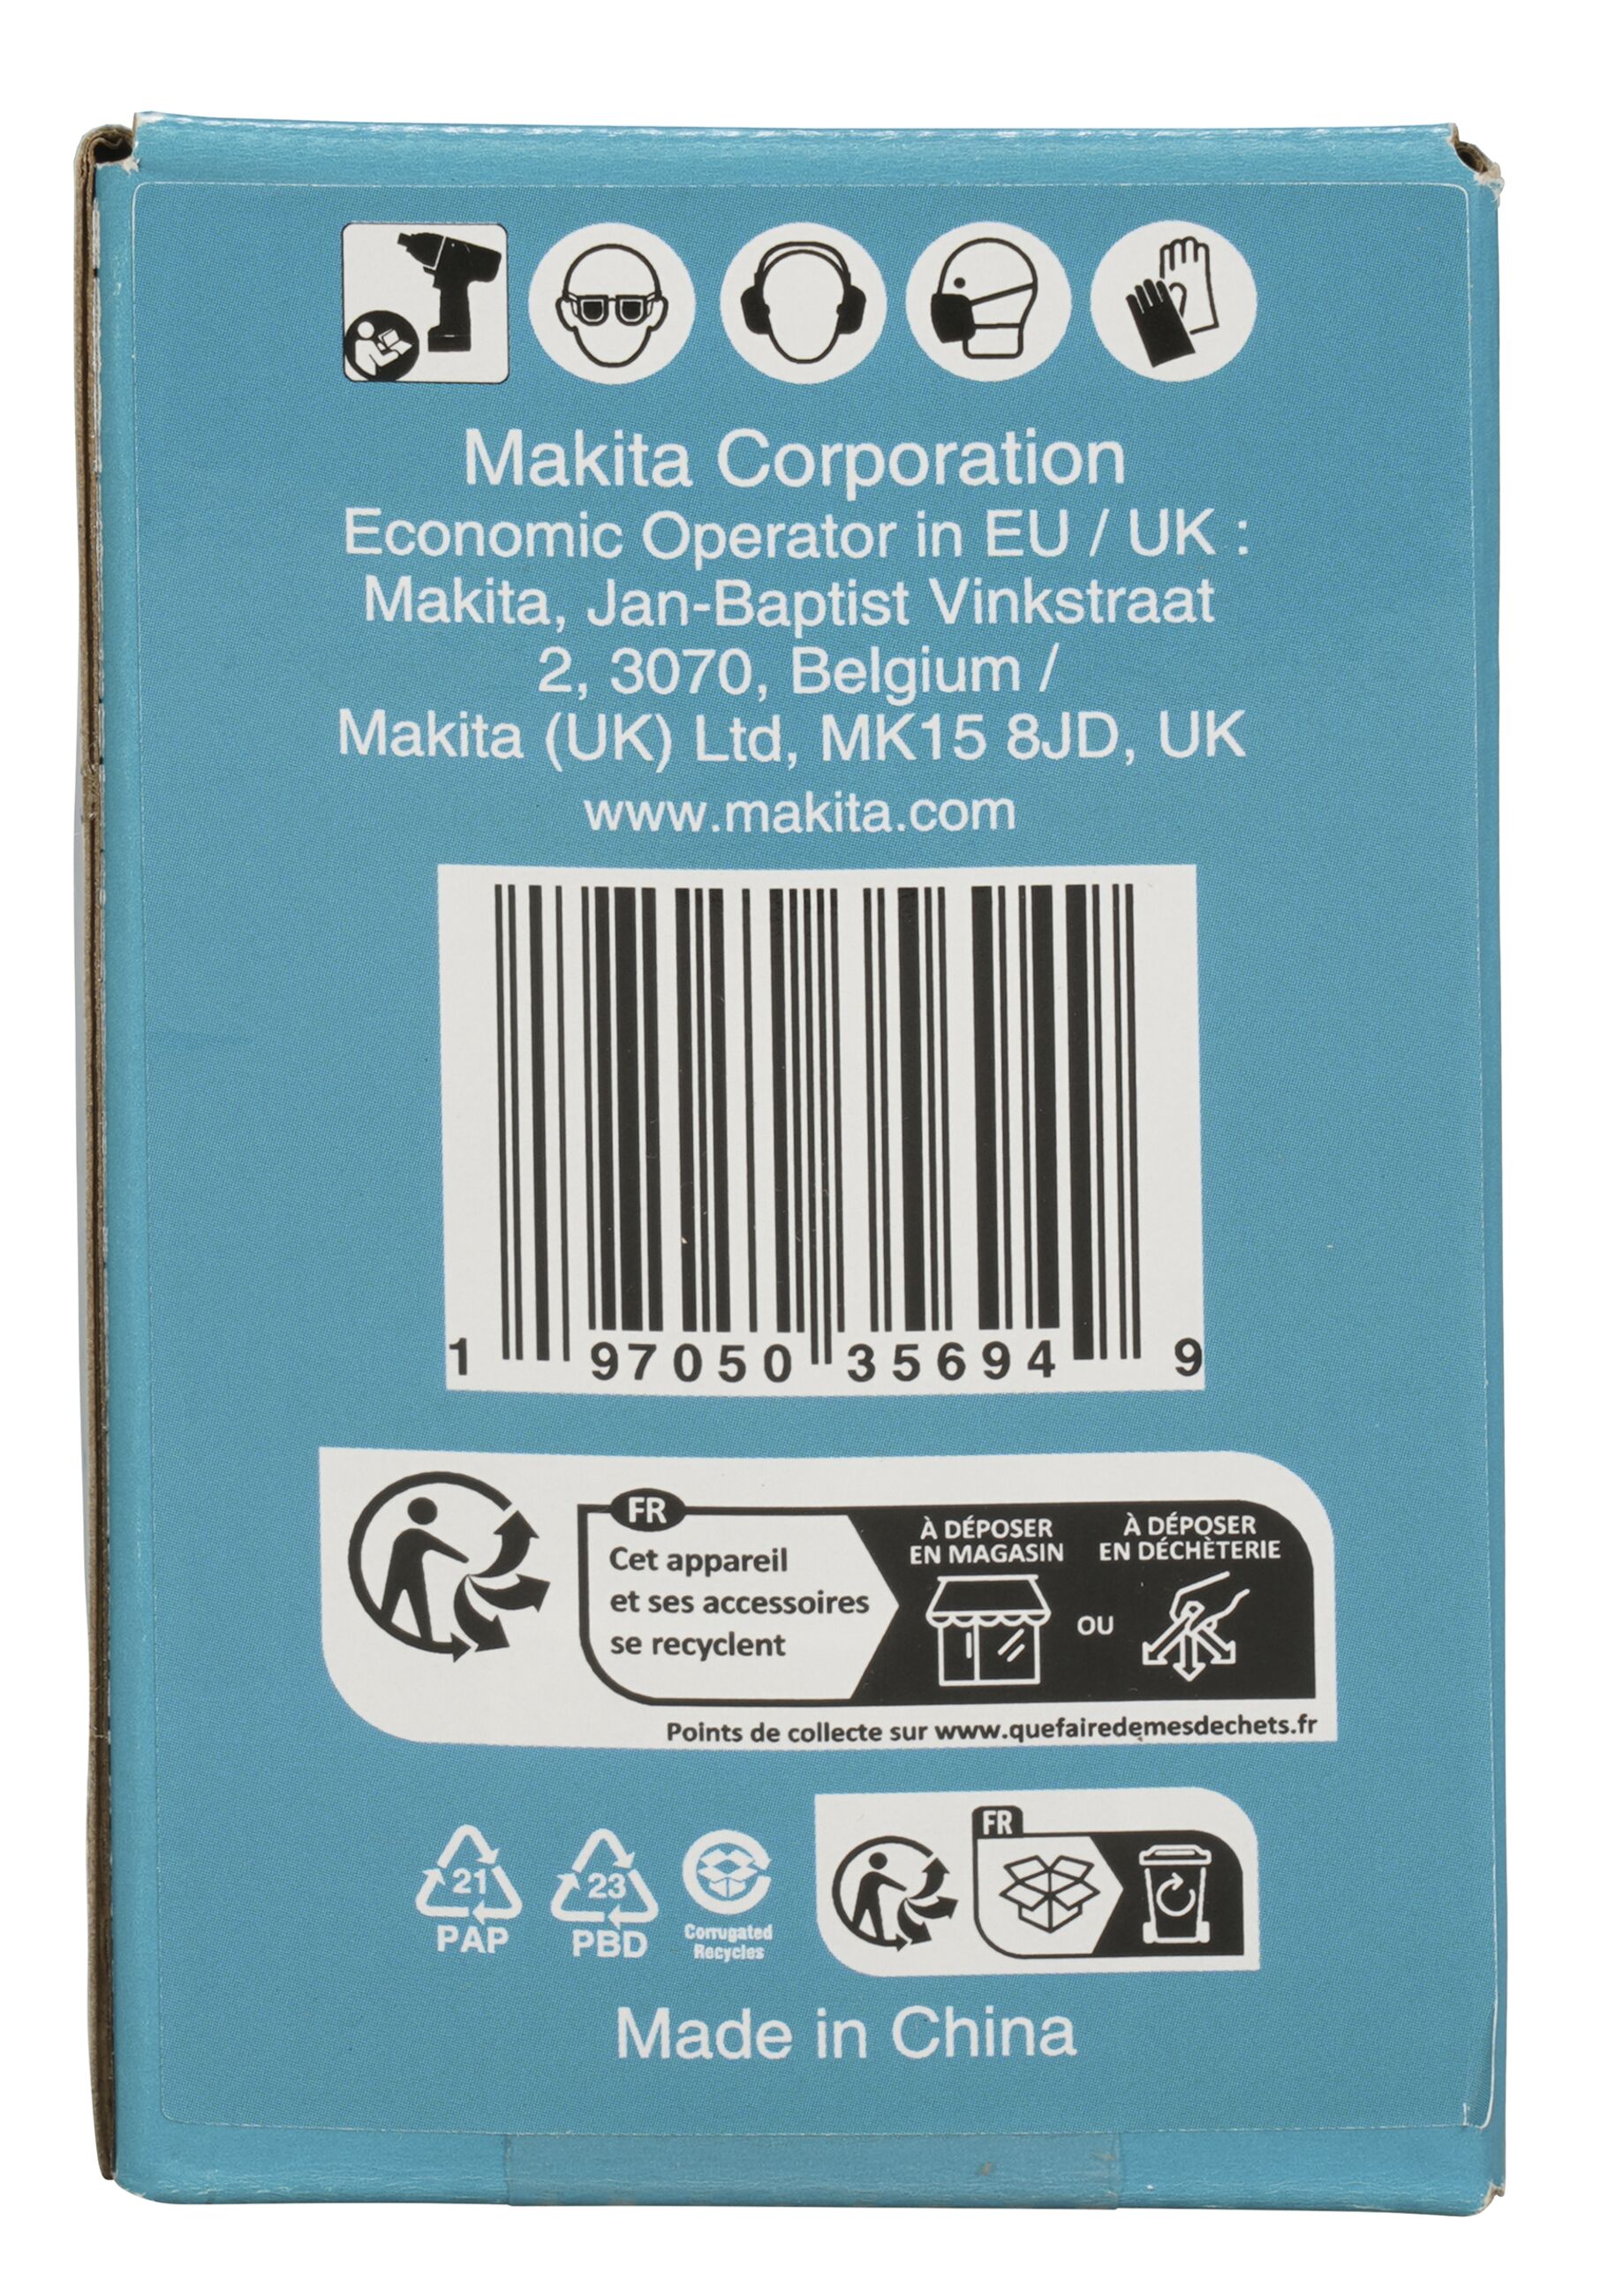 Makita Corporation
Economic Operator in EU / UK :
Makita, Jan-Baptist Vinkstraat
2, 3070, Belgium /
Makita (UK) Ltd, MK15 8JD, UK
www.makita.com
1 97050 35694 9
FR
Cet appareil
et ses accessoires
se recyclent
À DÉPOSER
EN MAGASIN
OU
À DÉPOSER
EN DÉCHÈTERIE
Points de collecte sur www.quefairedemesdechets.fr
21
PAP
23
PBD
Corrugated
Recycles
FR
Made in China